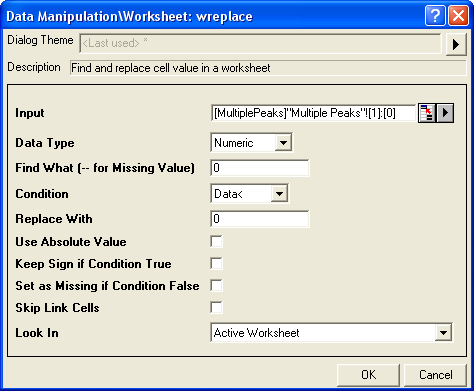 Data Manipulation\Worksheet: wreplace
Dialog Theme <Last used> *
Description Find and replace cell value in a worksheet
Input [MultiplePeaks]"Multiple Peaks"![1]:[0]
Data Type Numeric
Find What (-- for Missing Value) 0
Condition Data<
Replace With 0
Use Absolute Value
Keep Sign if Condition True
Set as Missing if Condition False
Skip Link Cells
Look In Active Worksheet
OK Cancel